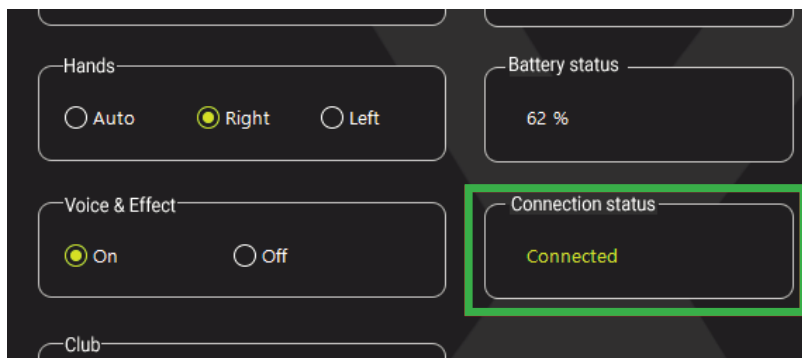 Hands
Auto Right Left
Battery status
62 %
Voice & Effect
On Off
Connection status
Connected
Club